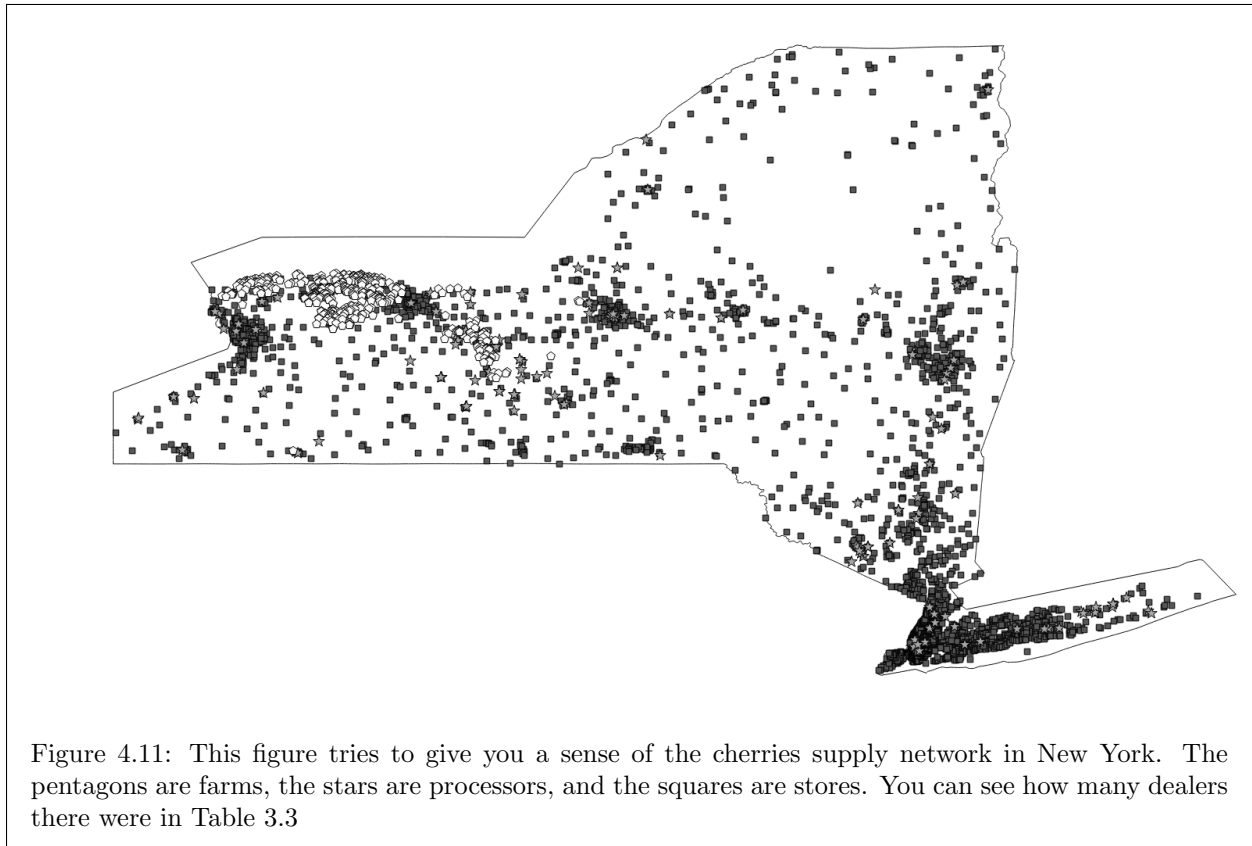 Figure 4.11: This figure tries to give you a sense of the cherries supply network in New York. The
pentagons are farms, the stars are processors, and the squares are stores. You can see how many dealers
there were in Table 3.3